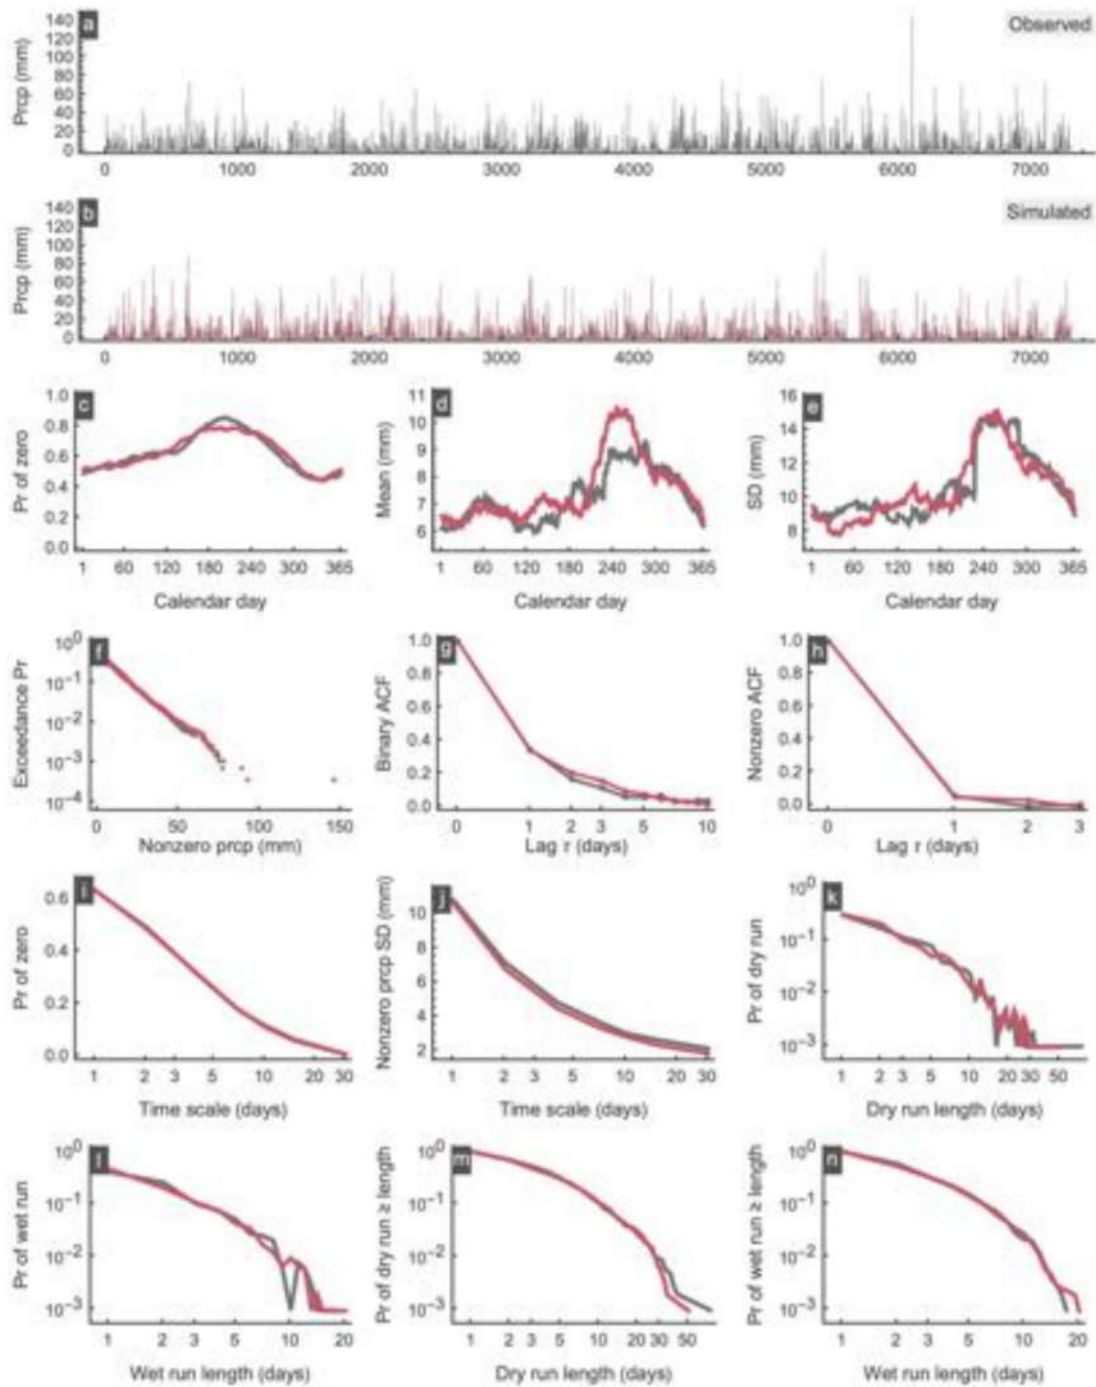 a
Observed
Prcp (mm)
140
120
100
80
60
40
20
0
0 1000 2000 3000 4000 5000 6000 7000
b
Simulated
Prcp (mm)
140
120
100
80
60
40
20
0
0 1000 2000 3000 4000 5000 6000 7000
c
Pr of zero
1.0
0.8
0.6
0.4
0.2
0.0
1 60 120 180 240 300 365
Calendar day
d
Mean (mm)
11
10
9
8
7
6
1 60 120 180 240 300 365
Calendar day
e
SD (mm)
16
14
12
10
8
1 60 120 180 240 300 365
Calendar day
f
Exceedance Pr
10^0
10^-1
10^-2
10^-3
10^-4
0 50 100 150
Nonzero prcp (mm)
g
Binary ACF
1.0
0.8
0.6
0.4
0.2
0.0
0 1 2 3 5 10
Lag τ (days)
h
Nonzero ACF
1.0
0.8
0.6
0.4
0.2
0.0
0 1 2 3
Lag τ (days)
i
Pr of zero
0.6
0.4
0.2
0.0
1 2 3 5 10 20 30
Time scale (days)
j
Nonzero prcp SD (mm)
10
8
6
4
2
1 2 3 5 10 20 30
Time scale (days)
k
Pr of dry run
10^0
10^-1
10^-2
10^-3
1 2 3 5 10 20 30 50
Dry run length (days)
l
Pr of wet run
10^0
10^-1
10^-2
10^-3
1 2 3 5 10 20
Wet run length (days)
m
Pr of dry run ≥ length
10^0
10^-1
10^-2
10^-3
1 2 3 5 10 20 30 50
Dry run length (days)
n
Pr of wet run ≥ length
10^0
10^-1
10^-2
10^-3
1 2 3 5 10 20
Wet run length (days)